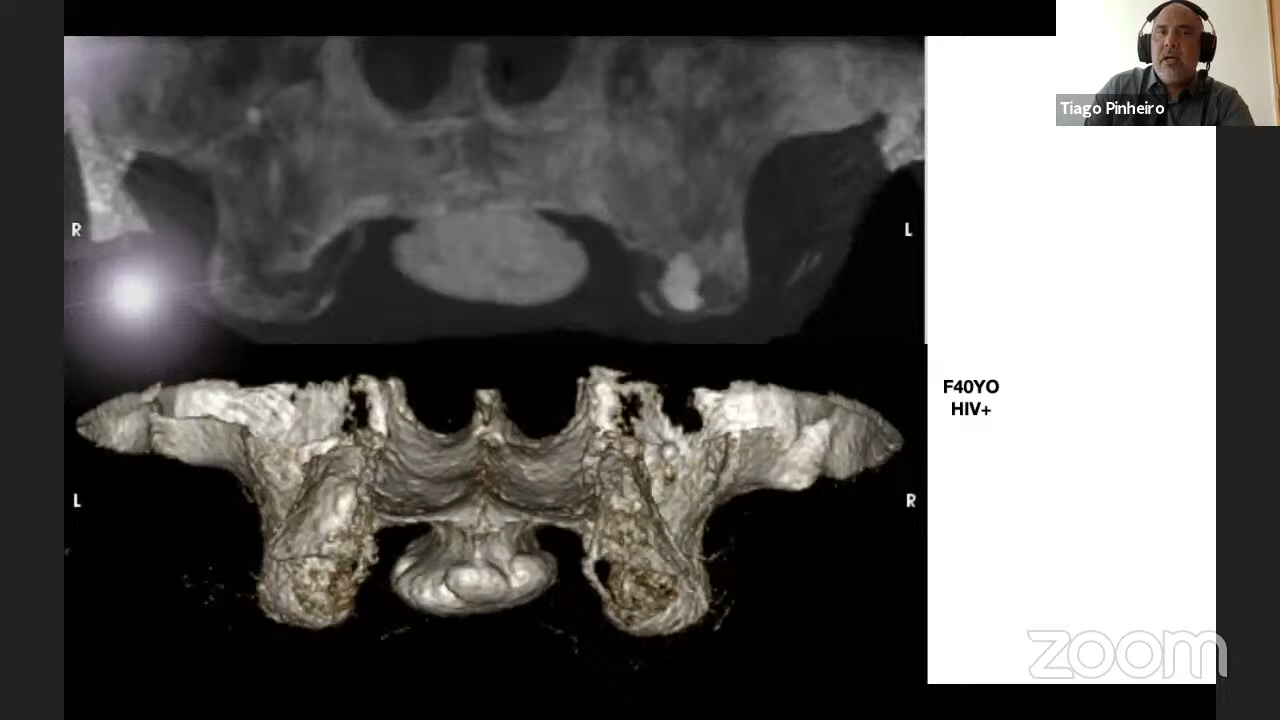 Tiago Pinheiro
R
L
F40YO
HIV+
L
R
zoom